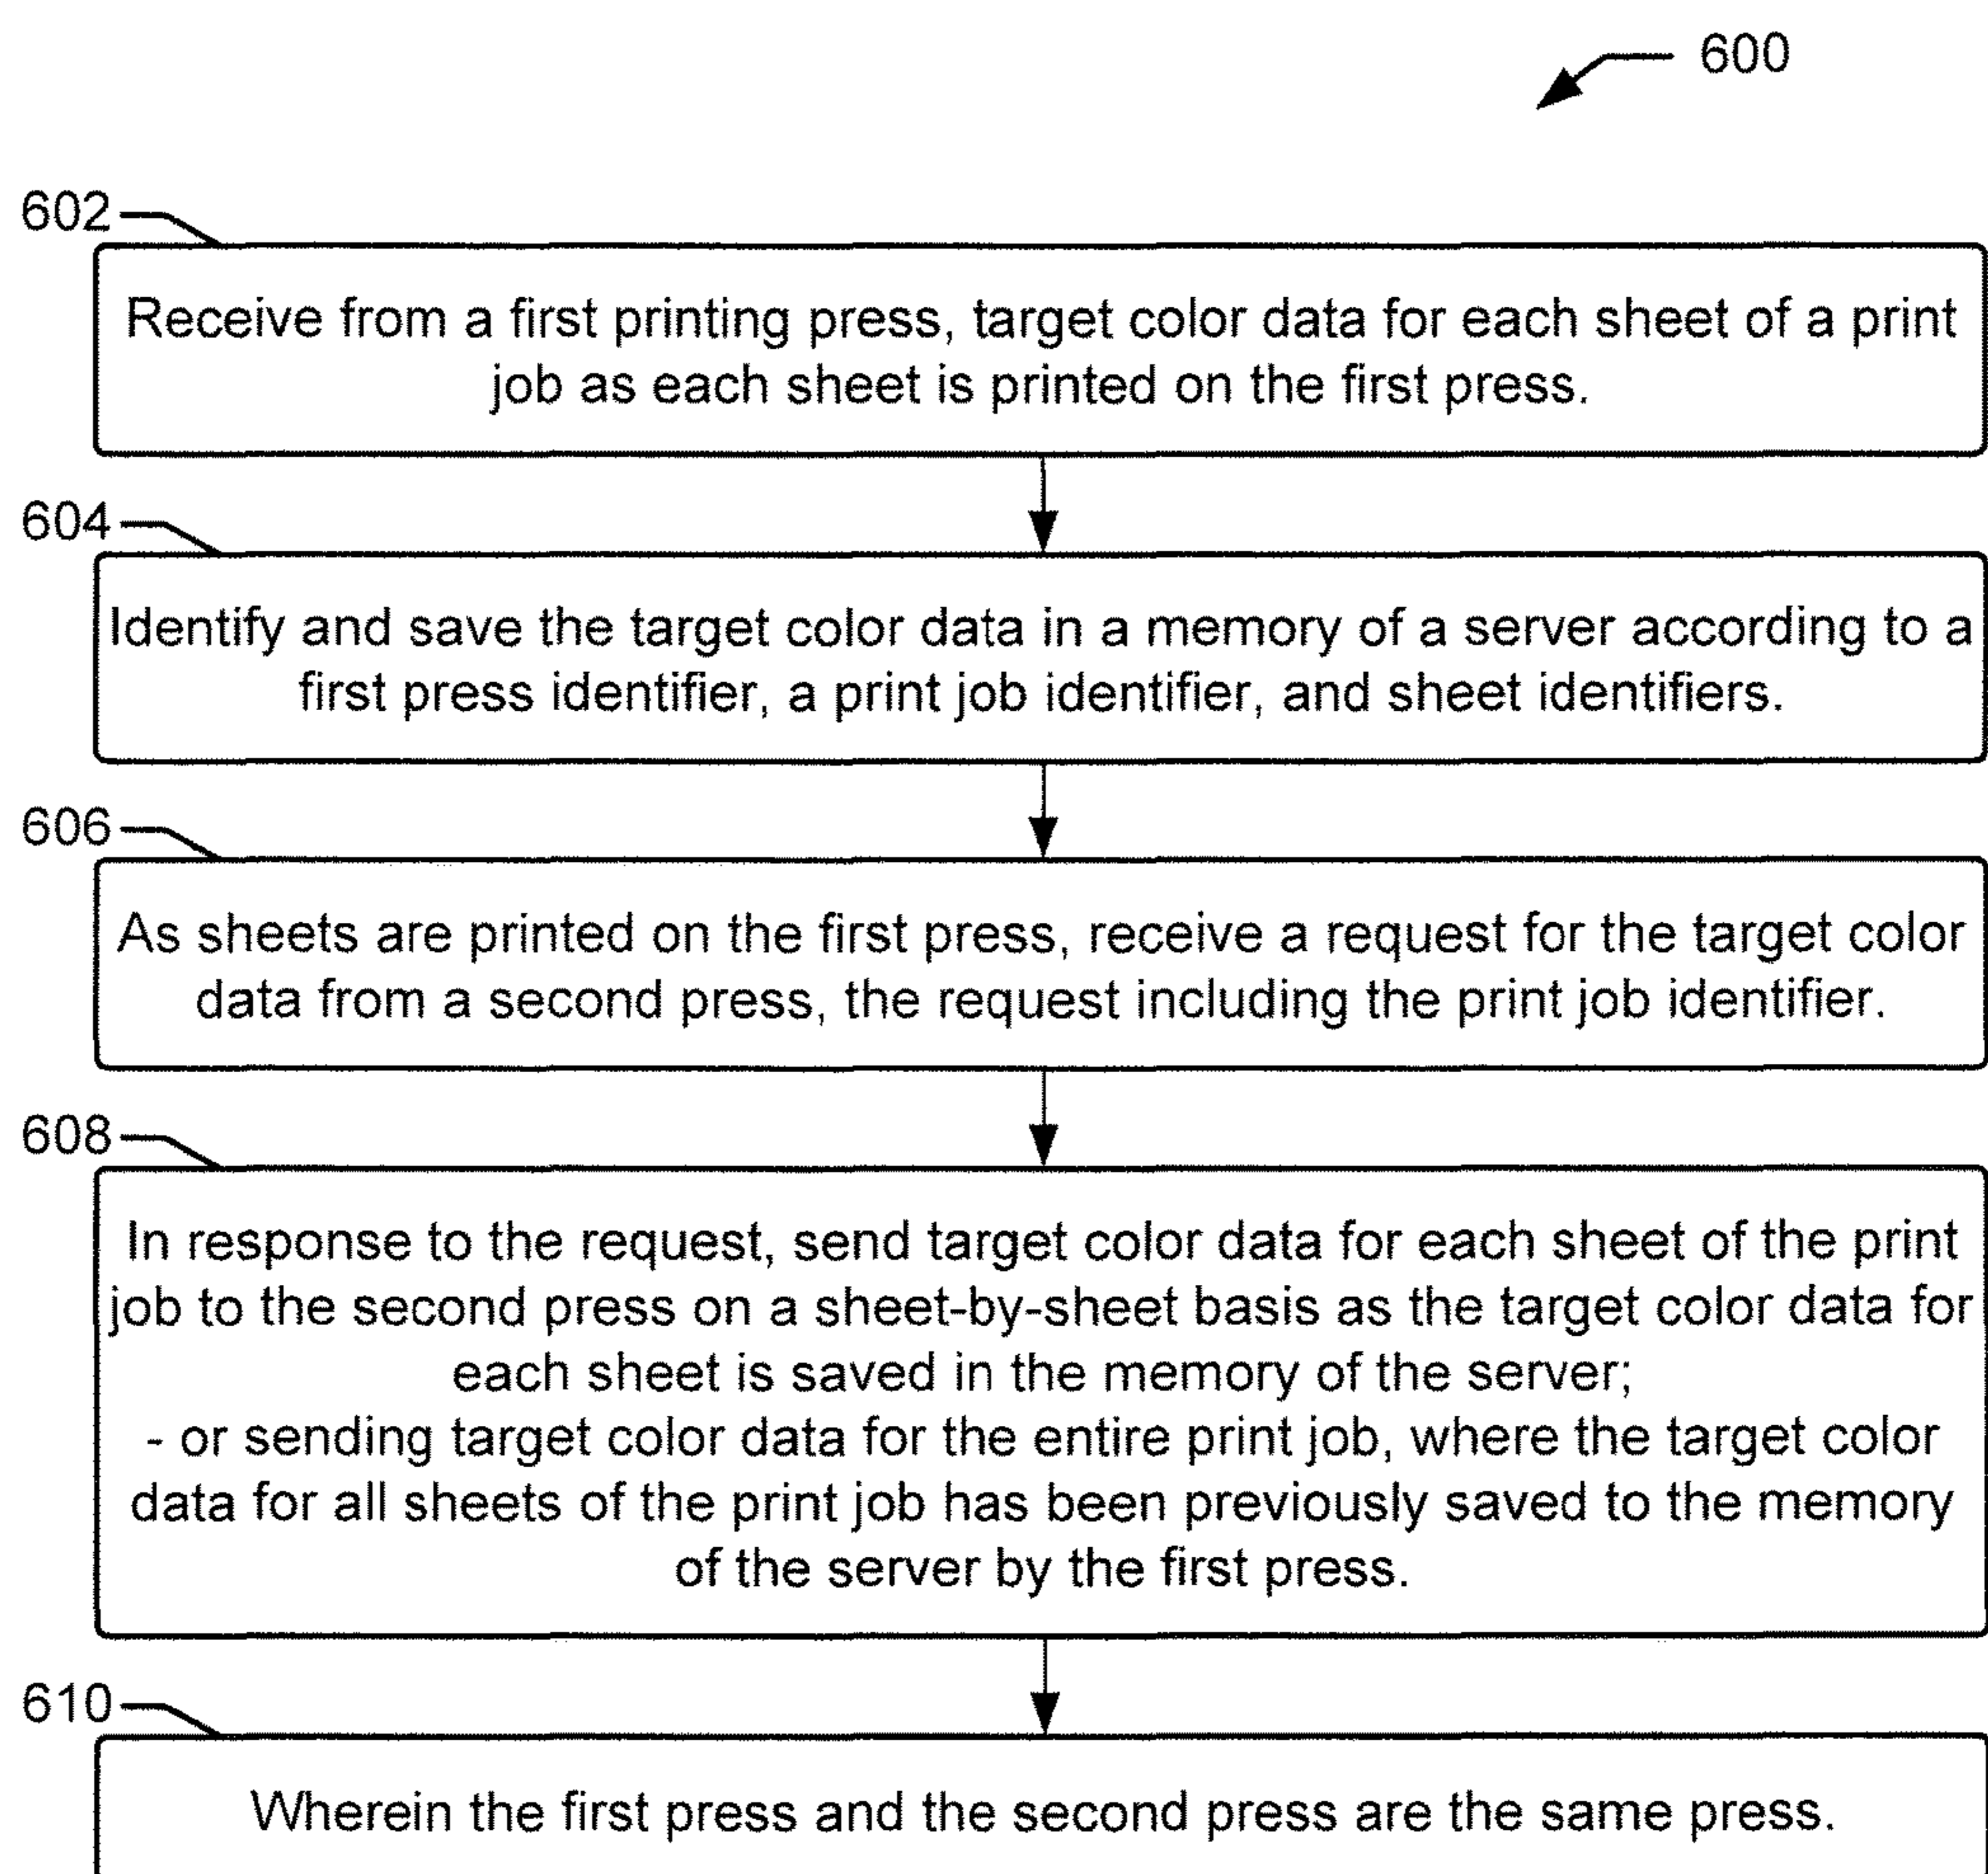 600
602
Receive from a first printing press, target color data for each sheet of a print
job as each sheet is printed on the first press.
604
Identify and save the target color data in a memory of a server according to a
first press identifier, a print job identifier, and sheet identifiers.
606
As sheets are printed on the first press, receive a request for the target color
data from a second press, the request including the print job identifier.
608
In response to the request, send target color data for each sheet of the print
job to the second press on a sheet-by-sheet basis as the target color data for
each sheet is saved in the memory of the server;
- or sending target color data for the entire print job, where the target color
data for all sheets of the print job has been previously saved to the memory
of the server by the first press.
610
Wherein the first press and the second press are the same press.